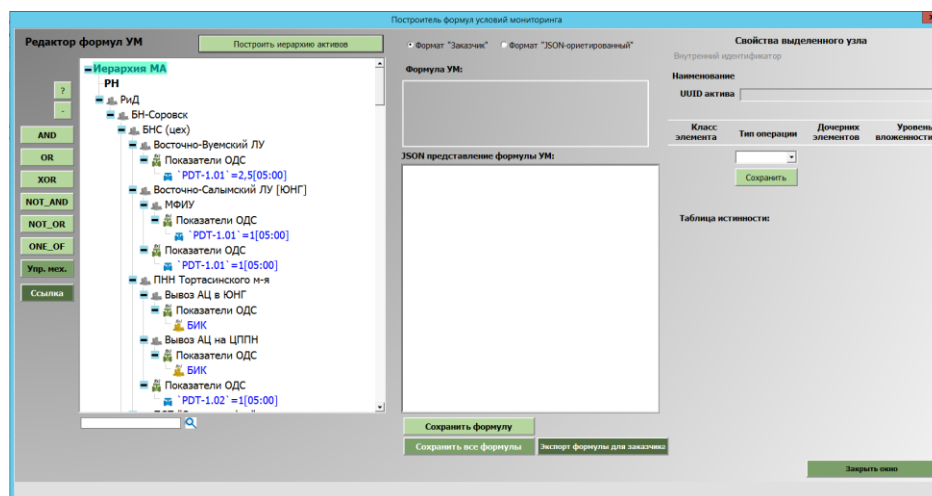 Построитель формул условий мониторинга
Редактор формул УМ
Построить иерархию активов
?
-
AND
OR
XOR
NOT_AND
NOT_OR
ONE_OF
Упр. мех.
Ссылка
Иерархия МА
РН
РиД
БН-Соровск
БНС (цех)
Восточно-Вуемский ЛУ
Показатели ОДС
`PDT-1.01`=2,5[05:00]
Восточно-Салымский ЛУ [ЮНГ]
МФИУ
Показатели ОДС
`PDT-1.01`=1[05:00]
Показатели ОДС
`PDT-1.01`=1[05:00]
ПНН Тортасинского м-я
Вывоз АЦ в ЮНГ
Показатели ОДС
БИК
Вывоз АЦ на ЦППН
Показатели ОДС
БИК
Показатели ОДС
`PDT-1.02`=1[05:00]
Формат "Заказчик" Формат "JSON-ориетированный"
Формула УМ:
JSON представление формулы УМ:
Сохранить формулу
Сохранить все формулы Экспорт формулы для заказчика
Свойства выделенного узла
Внутренний идентификатор
Наименование
UUID актива
Класс элемента Тип операции Дочерних элементов Уровень вложенности
Сохранить
Таблица истинности:
Закрыть окно